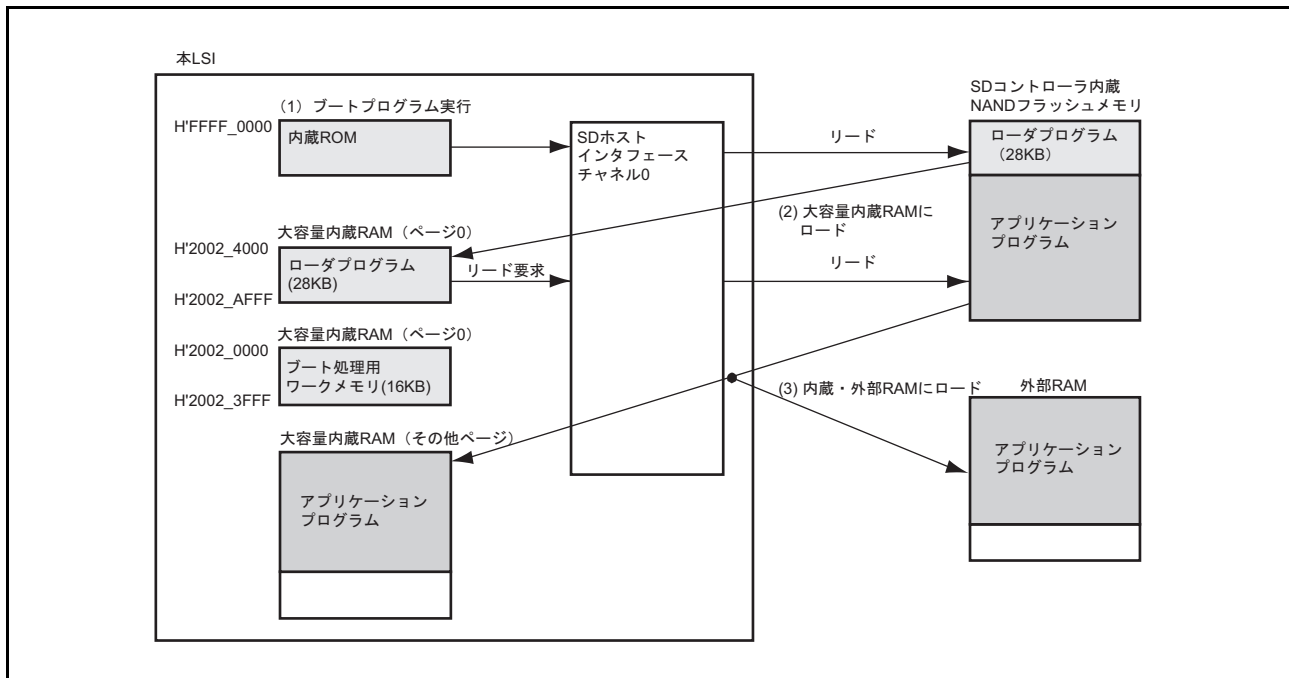 本LSI
(1) ブートプログラム実行
H'FFFF_0000
内蔵ROM
SDホスト
インタフェース
チャネル0
リード
SDコントローラ内蔵
NANDフラッシュメモリ
ローダプログラム
（28KB）
アプリケーション
プログラム
(2) 大容量内蔵RAMに
ロード
大容量内蔵RAM（ページ0）
H'2002_4000
ローダプログラム
(28KB)
H'2002_AFFF
リード要求
リード
大容量内蔵RAM（ページ0）
H'2002_0000
ブート処理用
ワークメモリ(16KB)
H'2002_3FFF
(3) 内蔵・外部RAMにロード
外部RAM
アプリケーション
プログラム
大容量内蔵RAM（その他ページ）
アプリケーション
プログラム